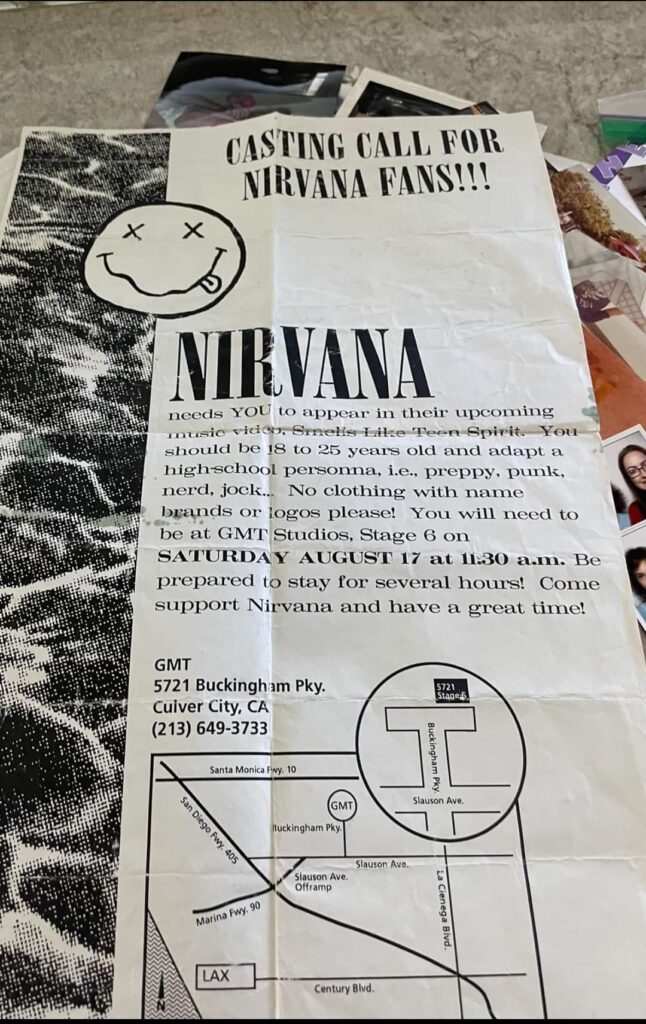 CASTING CALL FOR
NIRVANA FANS!!!
NIRVANA
needs YOU to appear in their upcoming
music video, Smells Like Teen Spirit. You
should be 18 to 25 years old and adapt a
high-school personna, i.e., preppy, punk,
nerd, jock... No clothing with name
brands or logos please! You will need to
be at GMT Studios, Stage 6 on
SATURDAY AUGUST 17 at 11:30 a.m. Be
prepared to stay for several hours! Come
support Nirvana and have a great time!
GMT
5721 Buckingham Pky.
Culver City, CA
(213) 649-3733
5721
Stage 6
Buckingham Pky.
Slauson Ave.
Santa Monica Fwy. 10
San Diego Fwy. 405
GMT
Buckingham Pky.
Slauson Ave.
Slauson Ave.
Offramp
Marina Fwy. 90
La Cienega Blvd.
LAX
Century Blvd.
N